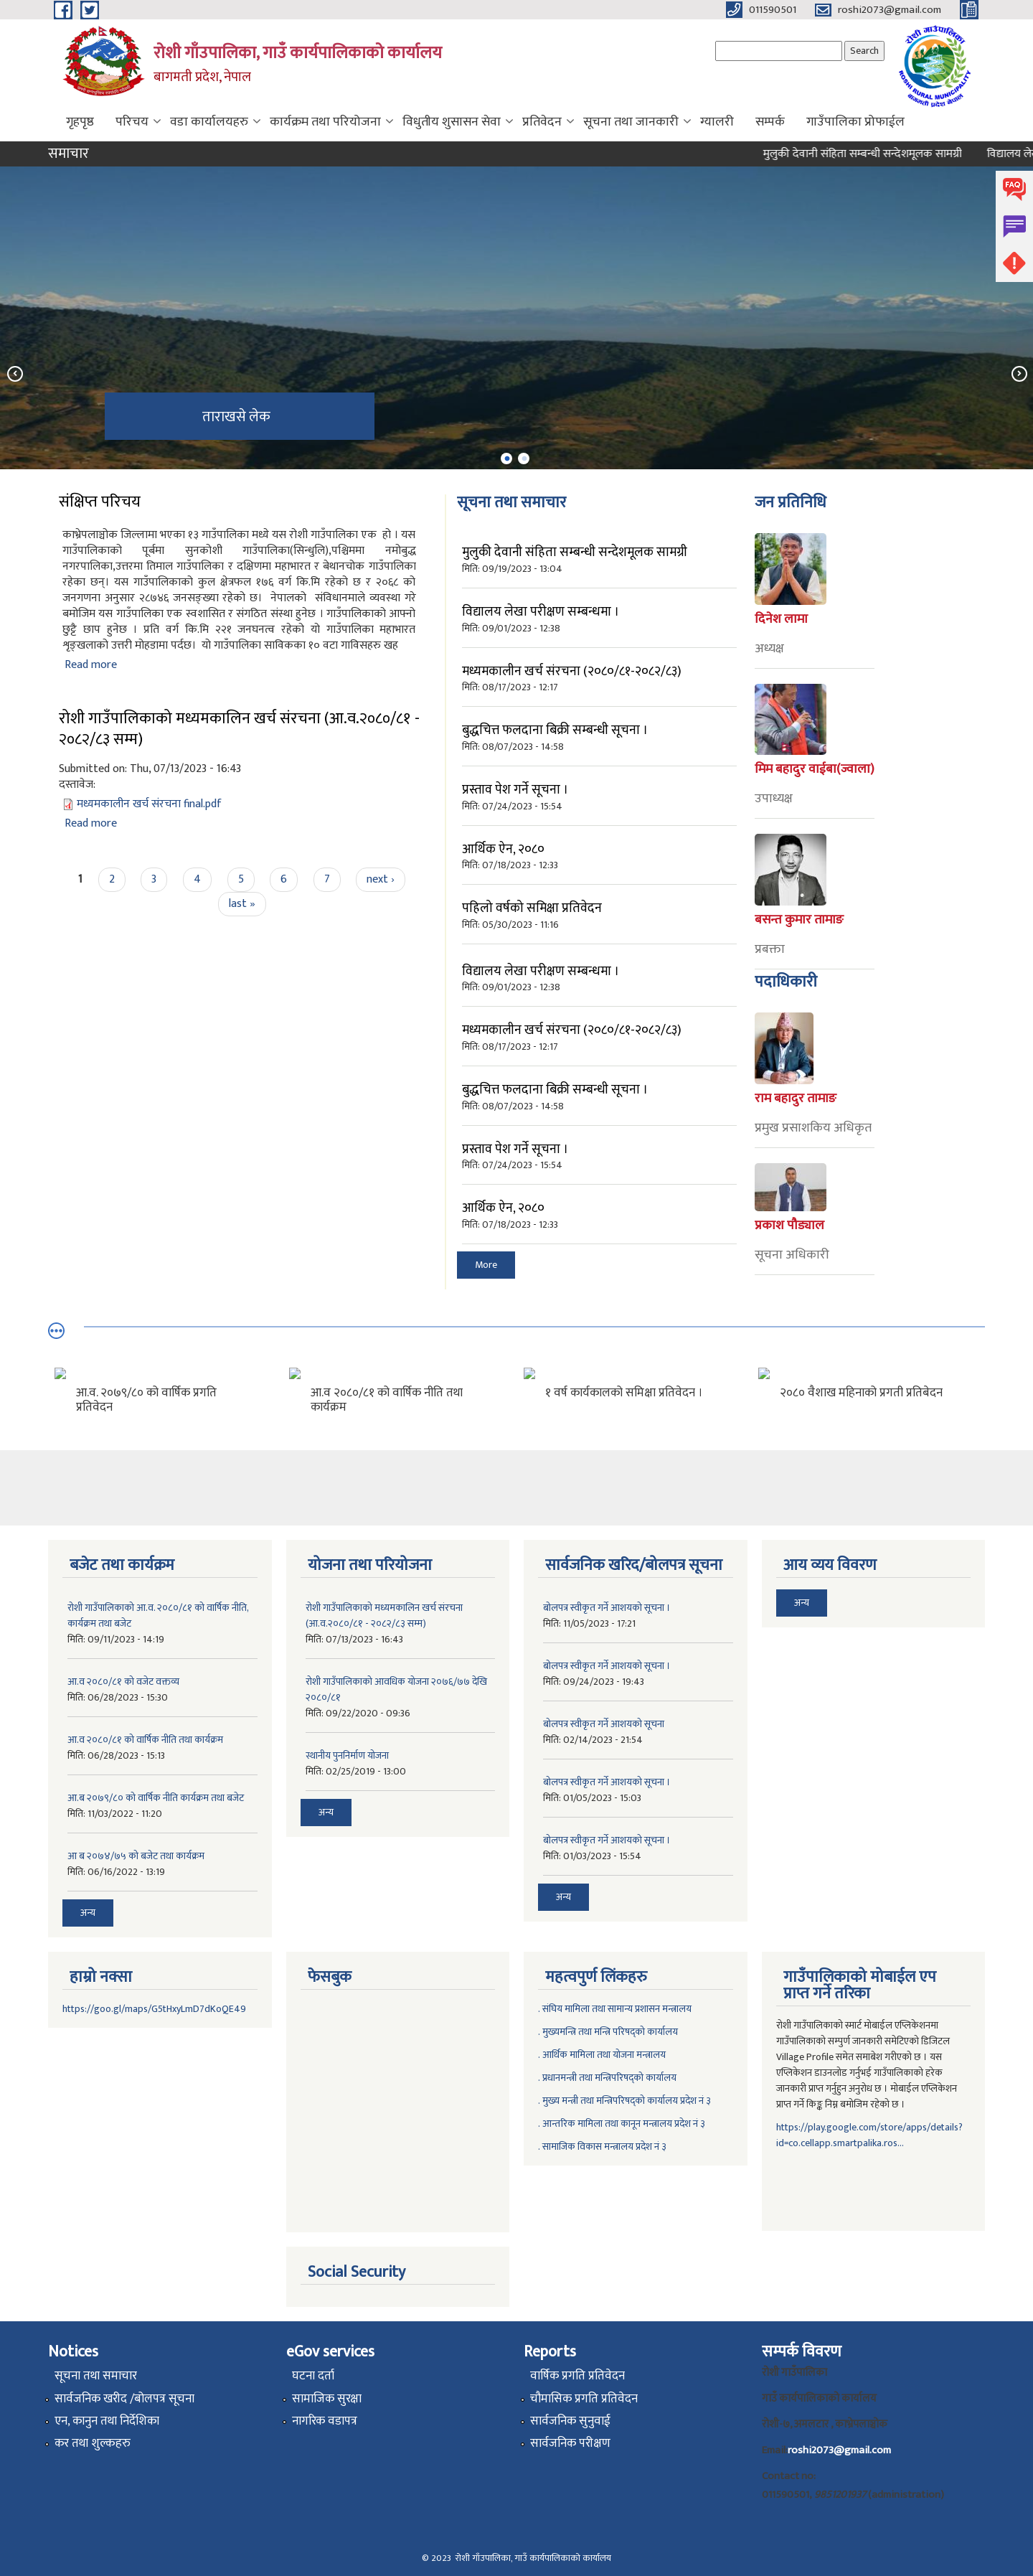 011590501 roshi2073@gmail.com
रोशी गाँउपालिका, गाउँ कार्यपालिकाको कार्यालय
बागमती प्रदेश, नेपाल
Search
ROSHI RURAL MUNICIPALITY
गृहपृष्ठ परिचय वडा कार्यालयहरु कार्यक्रम तथा परियोजना विधुतीय शुसासन सेवा प्रतिवेदन सूचना तथा जानकारी ग्यालरी सम्पर्क गाउँपालिका प्रोफाईल
समाचार मुलुकी देवानी संहिता सम्बन्धी सन्देशमूलक सामग्री विद्यालय
FAQ
ताराखसे लेक
संक्षिप्त परिचय
काभ्रेपलाञ्चोक जिल्लामा भएका १३ गाउँपालिका मध्ये यस रोशी गाउँपालिका एक हो । यस
गाउँपालिकाको पूर्बमा सुनकोशी गाउँपालिका(सिन्धुलि),पश्चिममा नमोबुद्ध
नगरपालिका,उत्तरमा तिमाल गाउँपालिका र दक्षिणमा महाभारत र बेथानचोक गाउँपालिका
रहेका छन्। यस गाउँपालिकाको कुल क्षेत्रफल १७६ वर्ग कि.मि रहेको छ र २०६८ को
जनगणना अनुसार २८७४६ जनसङ्ख्या रहेको छ। नेपालको संविधानमाले व्यवस्था गरे
बमोजिम यस गाउँपालिका एक स्वशासित र संगठित संस्था हुनेछ । गाउँपालिकाको आफ्नो
छुट्टै छाप हुनेछ । प्रति वर्ग कि.मि २२१ जनघनत्व रहेको यो गाउँपालिका महाभारत
शृङ्खलाको उत्तरी मोहडामा पर्दछ। यो गाउँपालिका साविकका १० वटा गाविसहरु खह
Read more
रोशी गाउँपालिकाको मध्यमकालिन खर्च संरचना (आ.व.२०८०/८१ -
२०८२/८३ सम्म)
Submitted on: Thu, 07/13/2023 - 16:43
दस्तावेज:
मध्यमकालीन खर्च संरचना final.pdf
Read more
1 2 3 4 5 6 7 next ›
last »
सूचना तथा समाचार
मुलुकी देवानी संहिता सम्बन्धी सन्देशमूलक सामग्री
मिति: 09/19/2023 - 13:04
विद्यालय लेखा परीक्षण सम्बन्धमा ।
मिति: 09/01/2023 - 12:38
मध्यमकालीन खर्च संरचना (२०८०/८१-२०८२/८३)
मिति: 08/17/2023 - 12:17
बुद्धचित्त फलदाना बिक्री सम्बन्धी सूचना ।
मिति: 08/07/2023 - 14:58
प्रस्ताव पेश गर्ने सूचना ।
मिति: 07/24/2023 - 15:54
आर्थिक ऐन, २०८०
मिति: 07/18/2023 - 12:33
पहिलो वर्षको समिक्षा प्रतिवेदन
मिति: 05/30/2023 - 11:16
विद्यालय लेखा परीक्षण सम्बन्धमा ।
मिति: 09/01/2023 - 12:38
मध्यमकालीन खर्च संरचना (२०८०/८१-२०८२/८३)
मिति: 08/17/2023 - 12:17
बुद्धचित्त फलदाना बिक्री सम्बन्धी सूचना ।
मिति: 08/07/2023 - 14:58
प्रस्ताव पेश गर्ने सूचना ।
मिति: 07/24/2023 - 15:54
आर्थिक ऐन, २०८०
मिति: 07/18/2023 - 12:33
More
जन प्रतिनिधि
दिनेश लामा
अध्यक्ष
मिम बहादुर वाईबा(ज्वाला)
उपाध्यक्ष
बसन्त कुमार तामाङ
प्रबक्ता
पदाधिकारी
राम बहादुर तामाङ
प्रमुख प्रसाशकिय अधिकृत
प्रकाश पौड्याल
सूचना अधिकारी
आ.व. २०७९/८० को वार्षिक प्रगति
प्रतिवेदन
आ.व २०८०/८१ को वार्षिक नीति तथा
कार्यक्रम
१ वर्ष कार्यकालको समिक्षा प्रतिवेदन ।
२०८० वैशाख महिनाको प्रगती प्रतिबेदन
बजेट तथा कार्यक्रम
रोशी गाउँपालिकाको आ.व. २०८०/८१ को वार्षिक नीति,
कार्यक्रम तथा बजेट
मिति: 09/11/2023 - 14:19
आ.व २०८०/८१ को वजेट वक्तव्य
मिति: 06/28/2023 - 15:30
आ.व २०८०/८१ को वार्षिक नीति तथा कार्यक्रम
मिति: 06/28/2023 - 15:13
आ.ब २०७९/८० को वार्षिक नीति कार्यक्रम तथा बजेट
मिति: 11/03/2022 - 11:20
आ ब २०७४/७५ को बजेट तथा कार्यक्रम
मिति: 06/16/2022 - 13:19
अन्य
योजना तथा परियोजना
रोशी गाउँपालिकाको मध्यमकालिन खर्च संरचना
(आ.व.२०८०/८१ - २०८२/८३ सम्म)
मिति: 07/13/2023 - 16:43
रोशी गाउँपालिकाको आवधिक योजना २०७६/७७ देखि
२०८०/८१
मिति: 09/22/2020 - 09:36
स्थानीय पुननिर्माण योजना
मिति: 02/25/2019 - 13:00
अन्य
सार्वजनिक खरिद/बोलपत्र सूचना
बोलपत्र स्वीकृत गर्ने आशयको सूचना ।
मिति: 11/05/2023 - 17:21
बोलपत्र स्वीकृत गर्ने आशयको सूचना ।
मिति: 09/24/2023 - 19:43
बोलपत्र स्वीकृत गर्ने आशयको सूचना
मिति: 02/14/2023 - 21:54
बोलपत्र स्वीकृत गर्ने आशयको सूचना ।
मिति: 01/05/2023 - 15:03
बोलपत्र स्वीकृत गर्ने आशयको सूचना ।
मिति: 01/03/2023 - 15:54
अन्य
आय व्यय विवरण
अन्य
हाम्रो नक्सा
https://goo.gl/maps/G5tHxyLmD7dKoQE49
फेसबुक
महत्वपुर्ण लिंकहरु
. संघिय मामिला तथा सामान्य प्रशासन मन्त्रालय
. मुख्यमन्त्रि तथा मन्त्रि परिषद्को कार्यालय
. आर्थिक मामिला तथा योजना मन्त्रालय
. प्रधानमन्त्री तथा मन्त्रिपरिषद्को कार्यालय
. मुख्य मन्त्री तथा मन्त्रिपरिषद्को कार्यालय प्रदेश नं ३
. आन्तरिक मामिला तथा कानून मन्त्रालय प्रदेश नं ३
. सामाजिक विकास मन्त्रालय प्रदेश नं ३
गाउँपालिकाको मोबाईल एप
प्राप्त गर्ने तरिका
रोशी गाउँपालिकाको स्मार्ट मोबाईल एप्लिकेशनमा
गाउँपालिकाको सम्पुर्ण जानकारी समेटिएको डिजिटल
Village Profile समेत समाबेश गरीएको छ । यस
एप्लिकेशन डाउनलोड गर्नुभई गाउँपालिकाको हरेक
जानकारी प्राप्त गर्नुहुन अनुरोध छ । मोबाईल एप्लिकेशन
प्राप्त गर्ने किङ्क निम्न बमोजिम रहेको छ ।
https://play.google.com/store/apps/details?
id=co.cellapp.smartpalika.ros...
Social Security
Notices
सूचना तथा समाचार
सार्वजनिक खरीद /बोलपत्र सूचना
एन, कानुन तथा निर्देशिका
कर तथा शुल्कहरु
eGov services
घटना दर्ता
सामाजिक सुरक्षा
नागरिक वडापत्र
Reports
वार्षिक प्रगति प्रतिवेदन
चौमासिक प्रगति प्रतिवेदन
सार्वजनिक सुनुवाई
सार्वजनिक परीक्षण
सम्पर्क विवरण
roshi2073@gmail.com
© 2023 रोशी गाँउपालिका, गाउँ कार्यपालिकाको कार्यालय